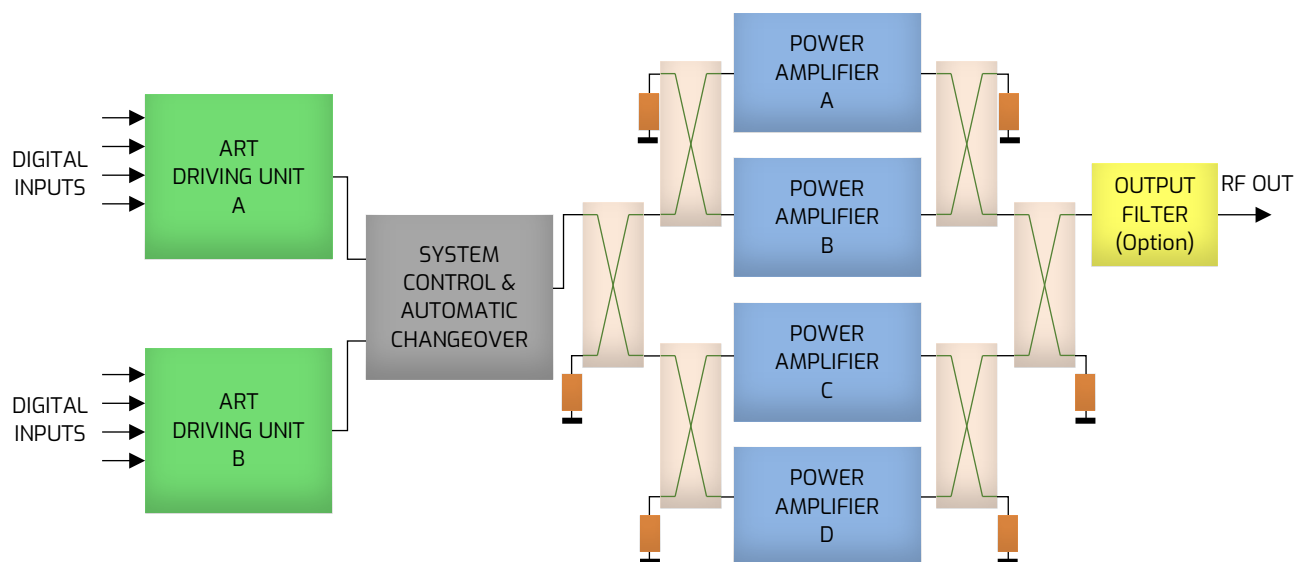 DIGITAL
INPUTS
ART
DRIVING UNIT
A
DIGITAL
INPUTS
ART
DRIVING UNIT
B
SYSTEM
CONTROL &
AUTOMATIC
CHANGEOVER
POWER
AMPLIFIER
A
POWER
AMPLIFIER
B
POWER
AMPLIFIER
C
POWER
AMPLIFIER
D
OUTPUT
FILTER
(Option)
RF OUT